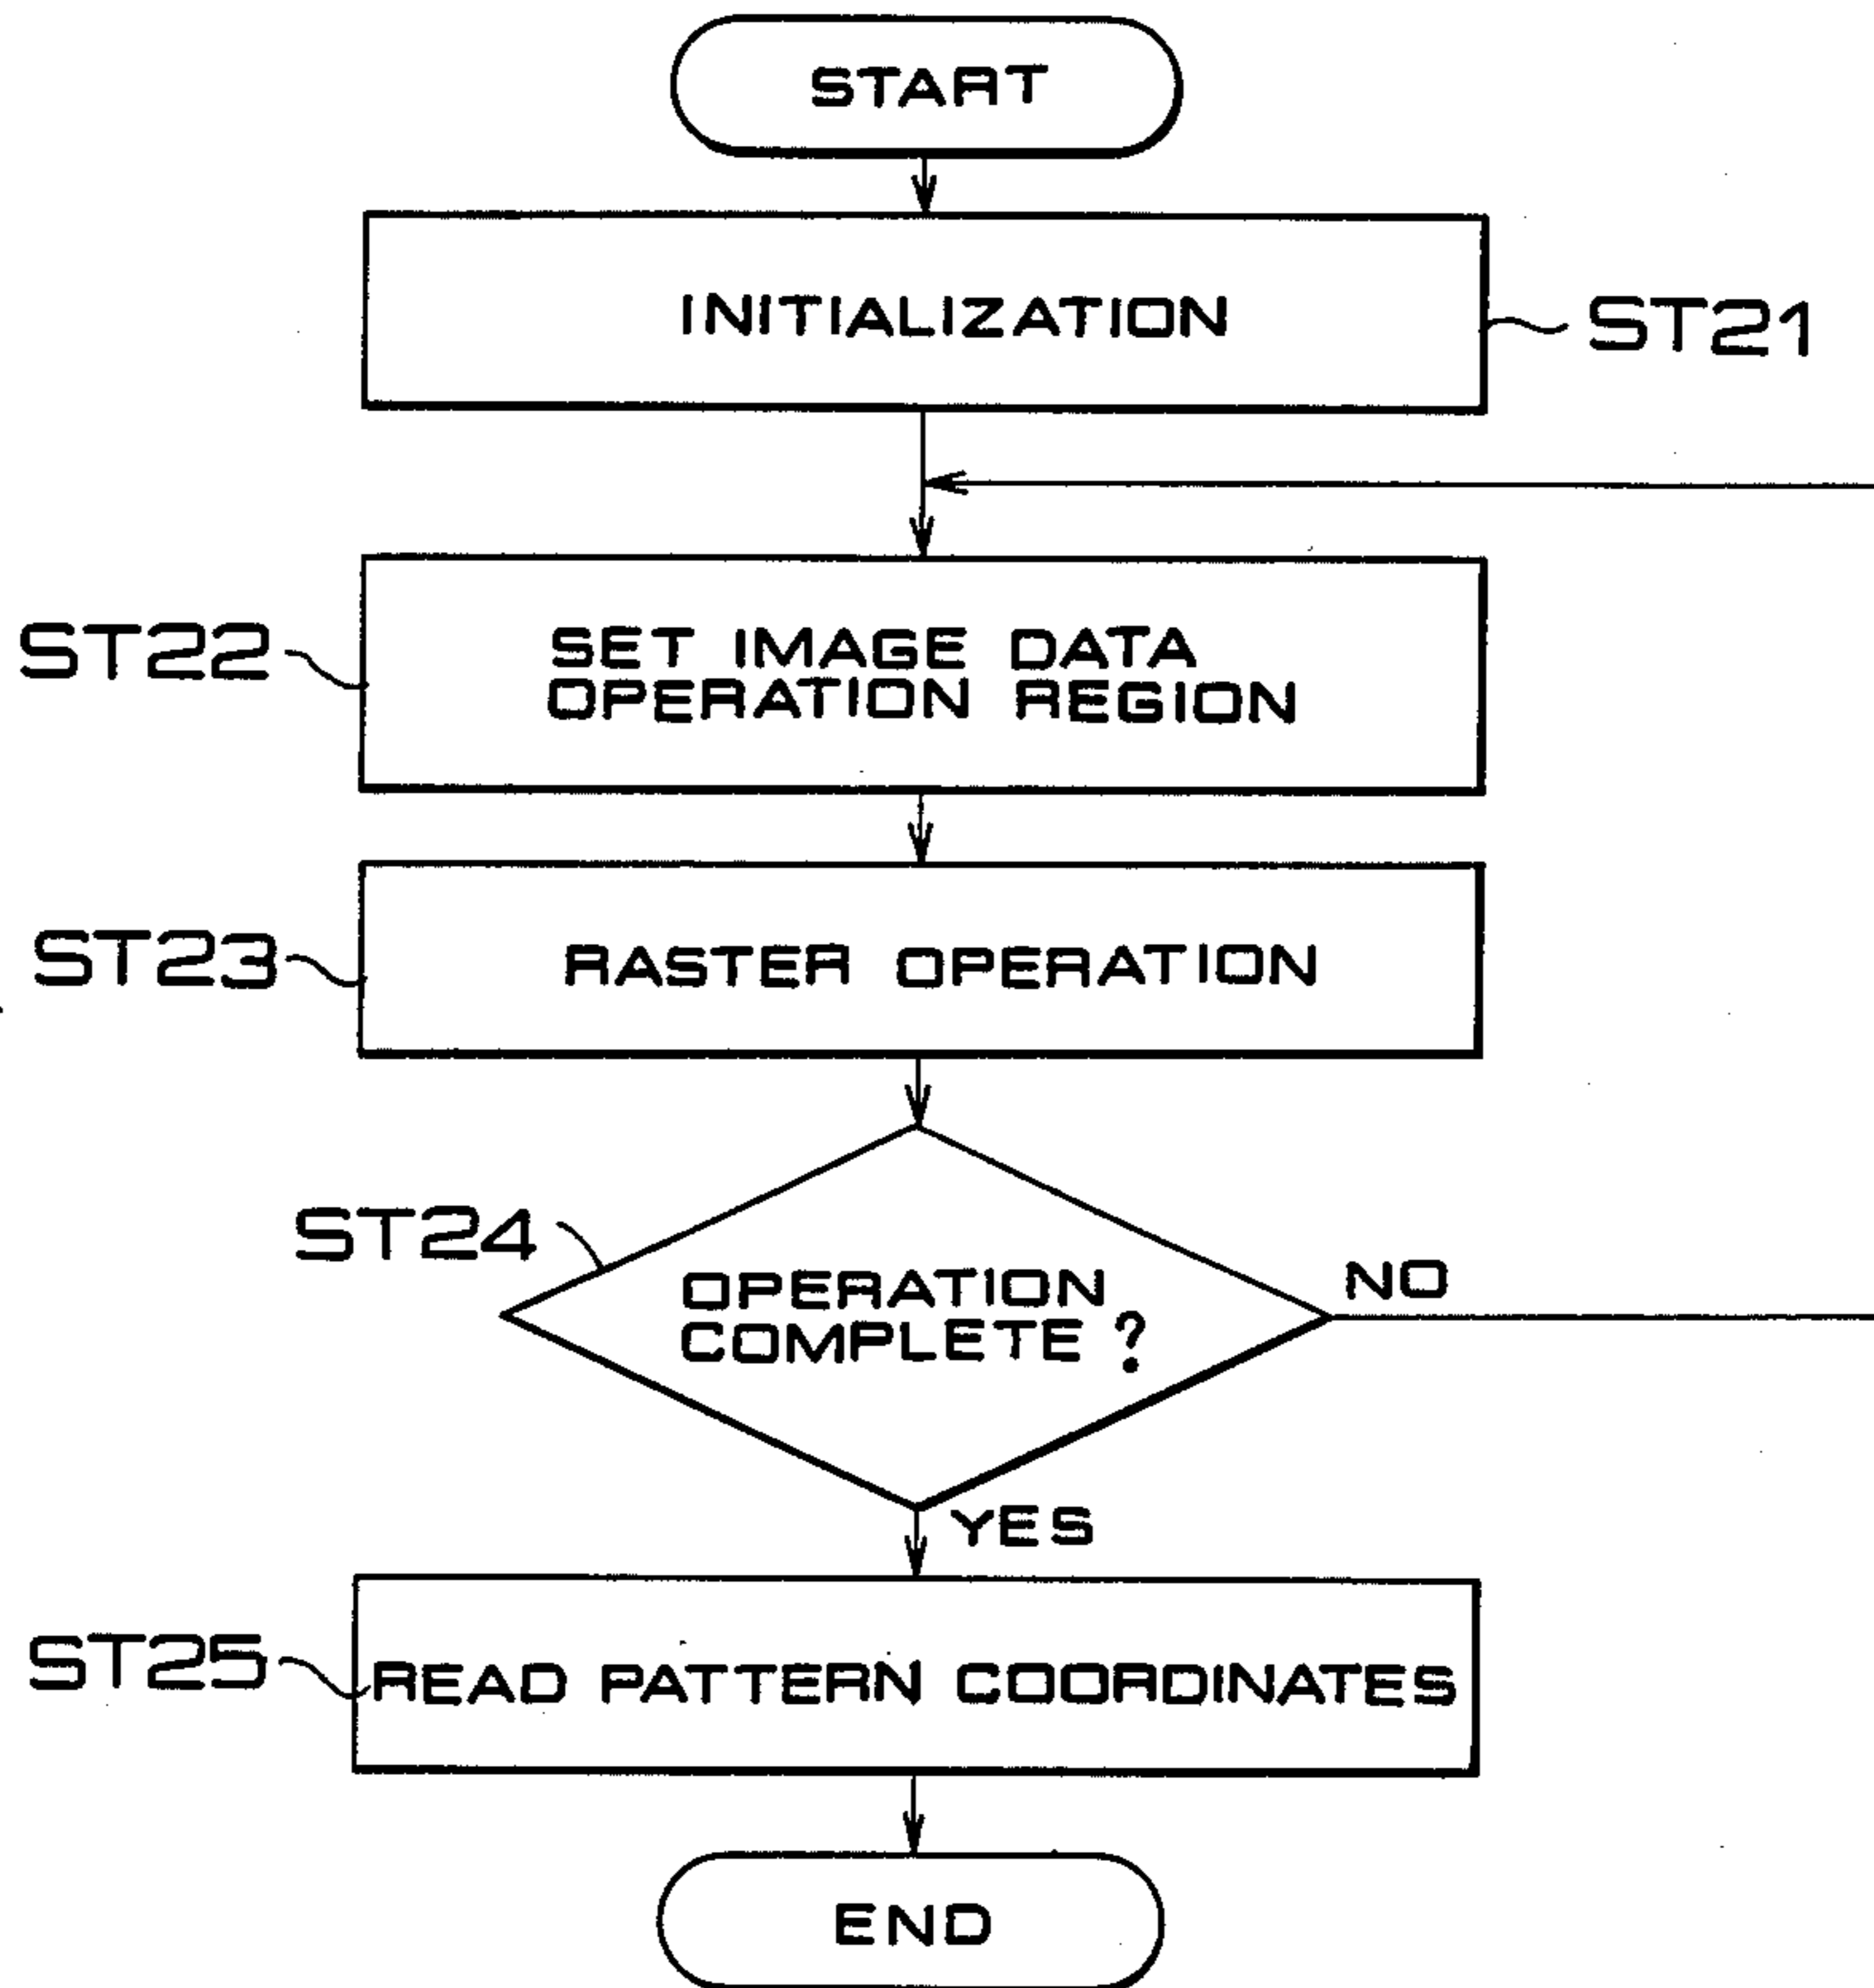 START
INITIALIZATION
ST21
ST22
SET IMAGE DATA
OPERATION REGION
ST23
RASTER OPERATION
ST24
OPERATION
COMPLETE ?
NO
YES
ST25
READ PATTERN COORDINATES
END